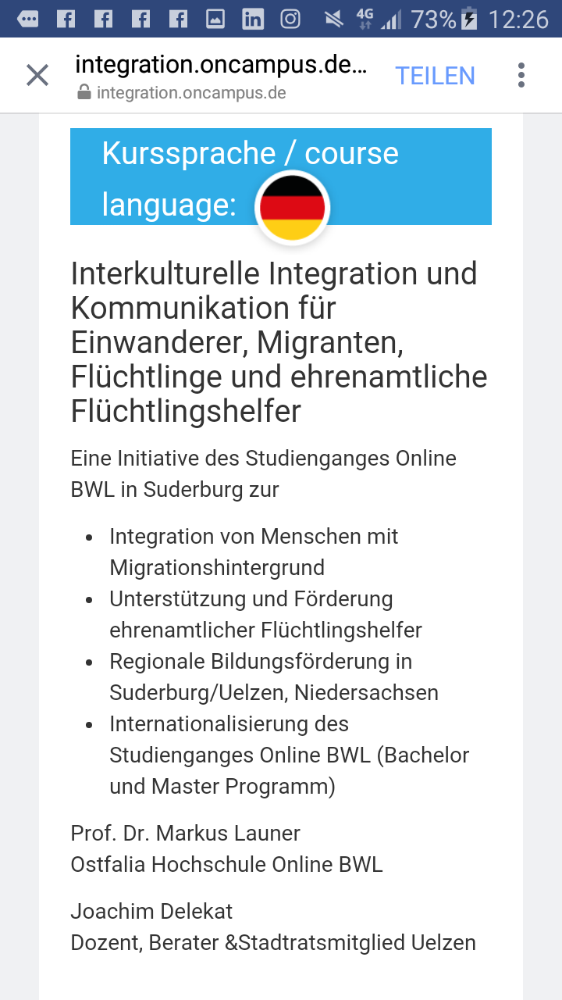 4G 73% 12:26
integration.oncampus.de...
integration.oncampus.de
TEILEN
Kurssprache / course
language:
Interkulturelle Integration und
Kommunikation für
Einwanderer, Migranten,
Flüchtlinge und ehrenamtliche
Flüchtlingshelfer
Eine Initiative des Studienganges Online
BWL in Suderburg zur
• Integration von Menschen mit
Migrationshintergrund
• Unterstützung und Förderung
ehrenamtlicher Flüchtlingshelfer
• Regionale Bildungsförderung in
Suderburg/Uelzen, Niedersachsen
• Internationalisierung des
Studienganges Online BWL (Bachelor
und Master Programm)
Prof. Dr. Markus Launer
Ostfalia Hochschule Online BWL
Joachim Delekat
Dozent, Berater &Stadtratsmitglied Uelzen